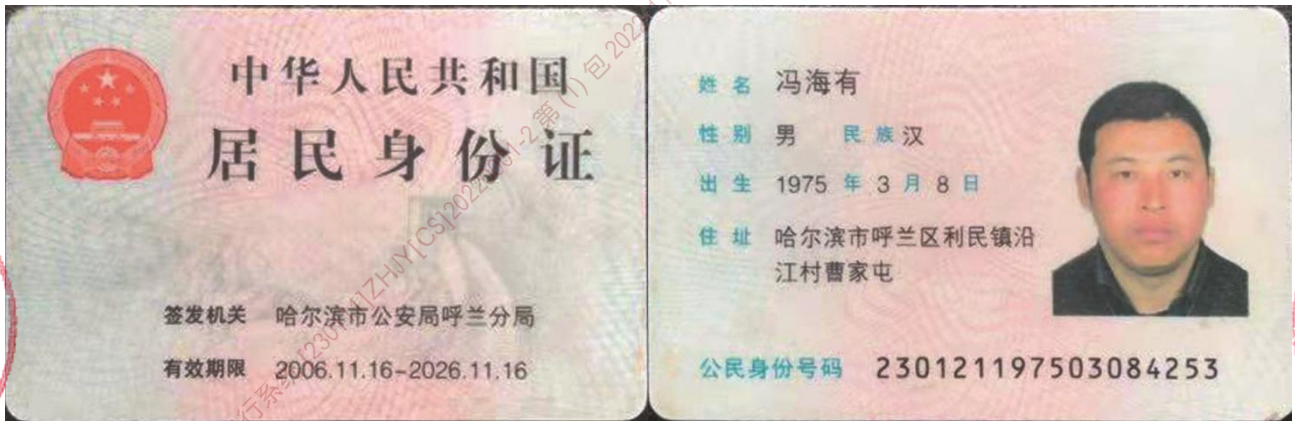 中华人民共和国
居民身份证
签发机关 哈尔滨市公安局呼兰分局
有效期限 2006.11.16-2026.11.16
姓名 冯海有
性别 男 民族 汉
出生 1975 年 3 月 8 日
住址 哈尔滨市呼兰区利民镇沿
江村曹家屯
公民身份号码 230121197503084253